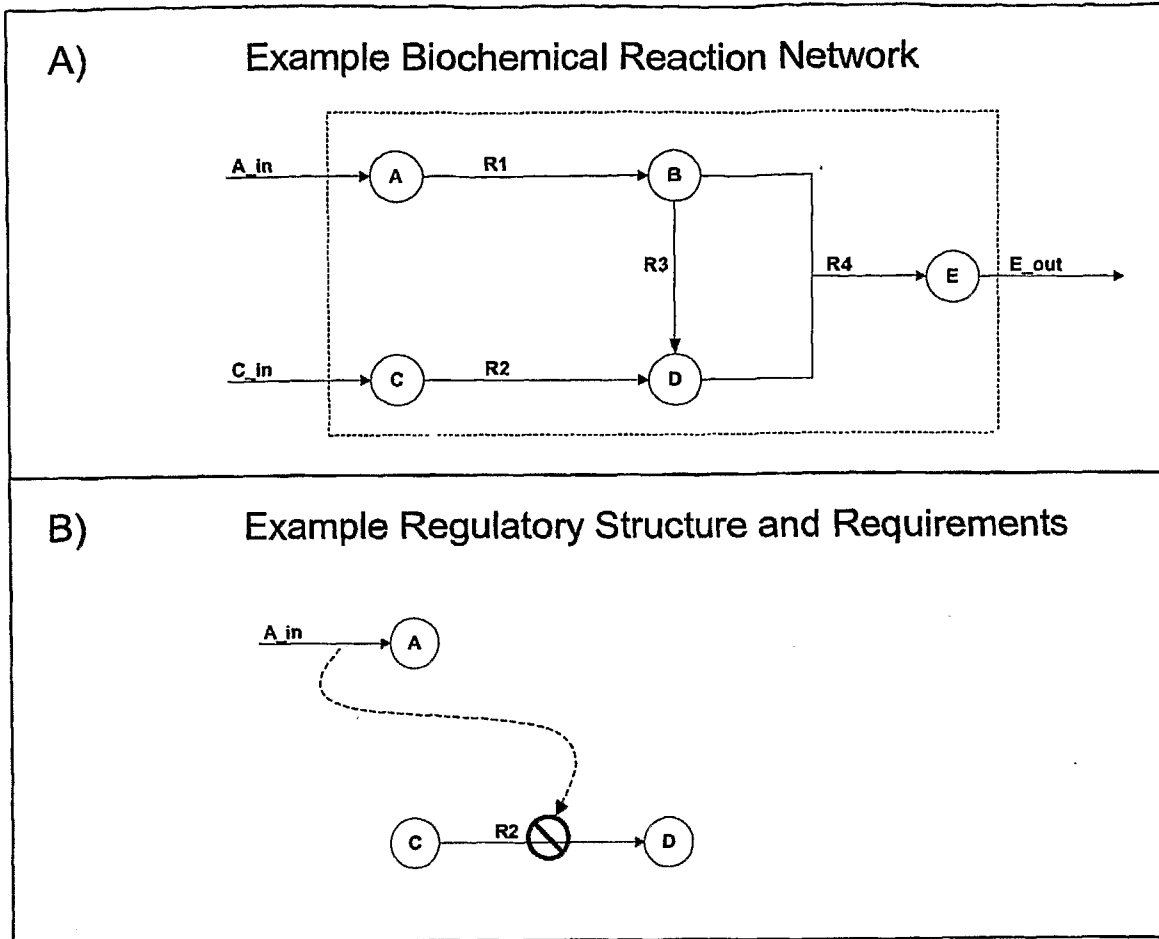 A) Example Biochemical Reaction Network
A_in
A
R1
B
R3
R4
E
E_out
C_in
C
R2
D
B) Example Regulatory Structure and Requirements
A_in
A
C
R2
D